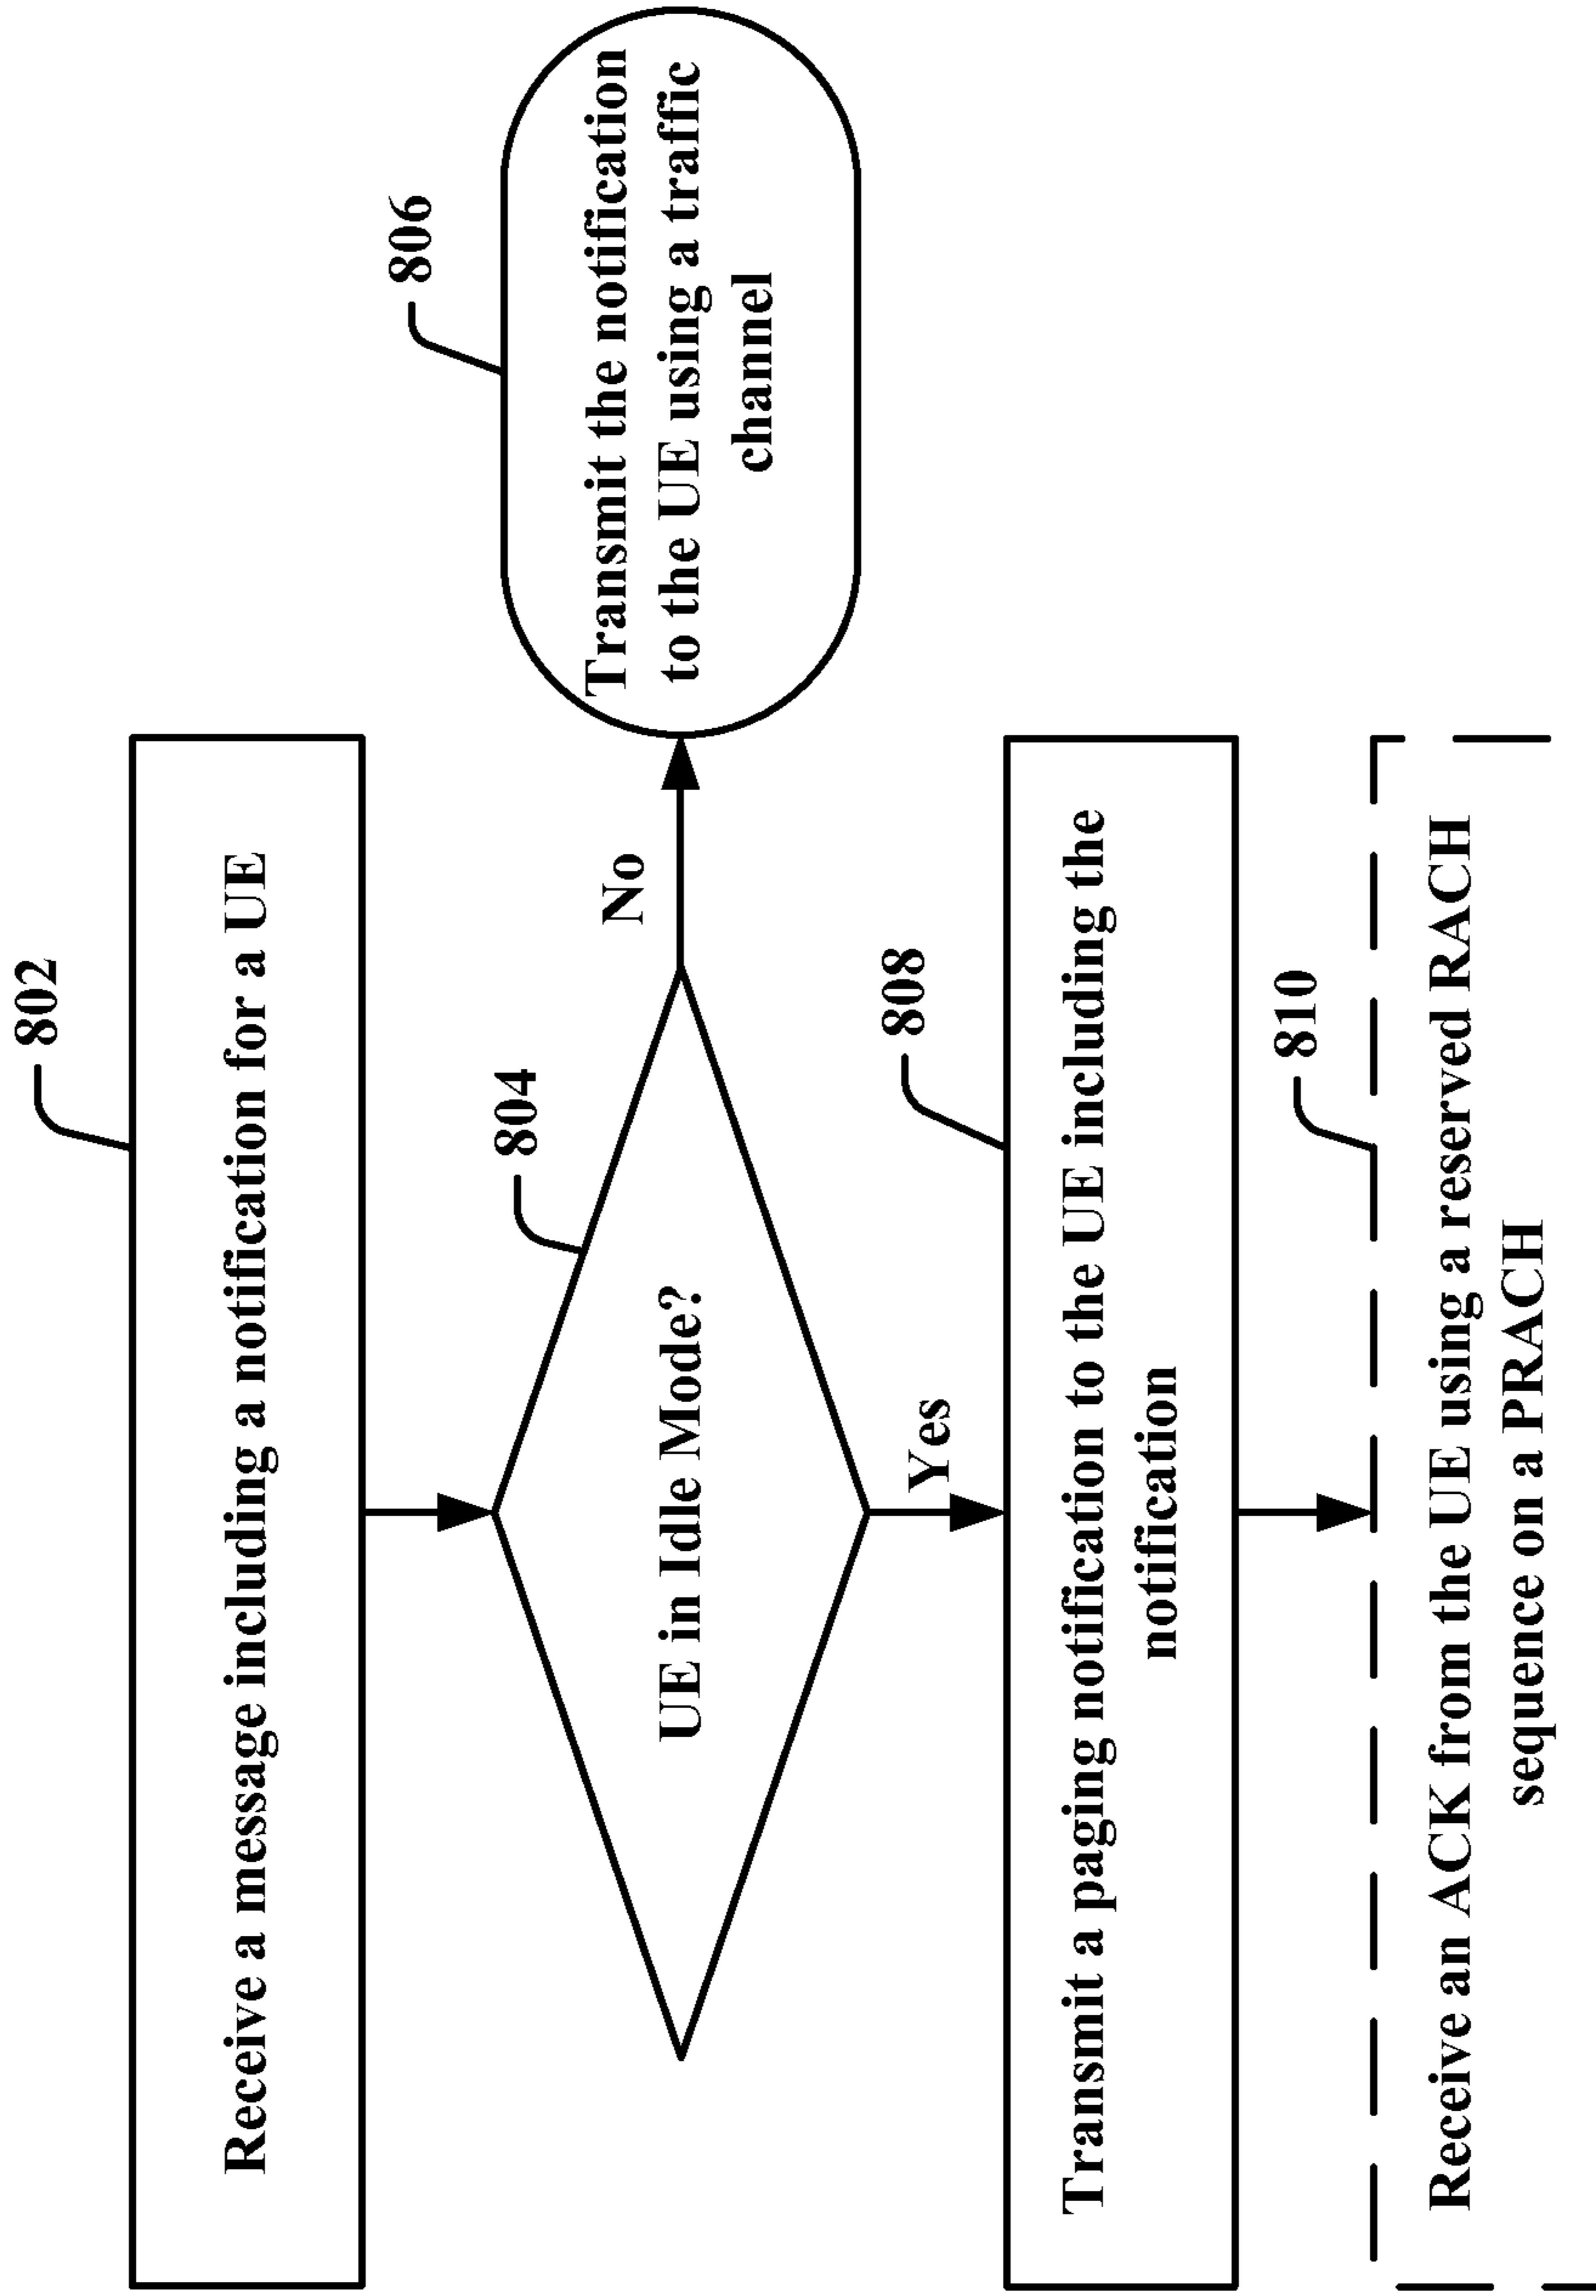 802
Receive a message including a notification for a UE
804
UE in Idle Mode?
No
806
Transmit the notification
to the UE using a traffic
channel
Yes
808
Transmit a paging notification to the UE including the
notification
810
Receive an ACK from the UE using a reserved RACH
sequence on a PRACH